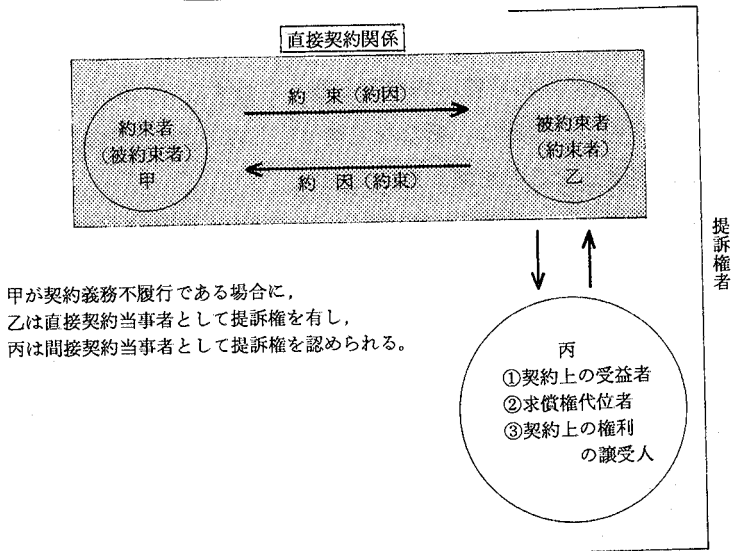 直接契約関係
約束者
(被約束者)
甲
約 束(約因)
約 因(約束)
被約束者
(約束者)
乙
提訴権者
甲が契約義務不履行である場合に,
乙は直接契約当事者として提訴権を有し,
丙は間接契約当事者として提訴権を認められる。
丙
①契約上の受益者
②求償権代位者
③契約上の権利
の譲受人